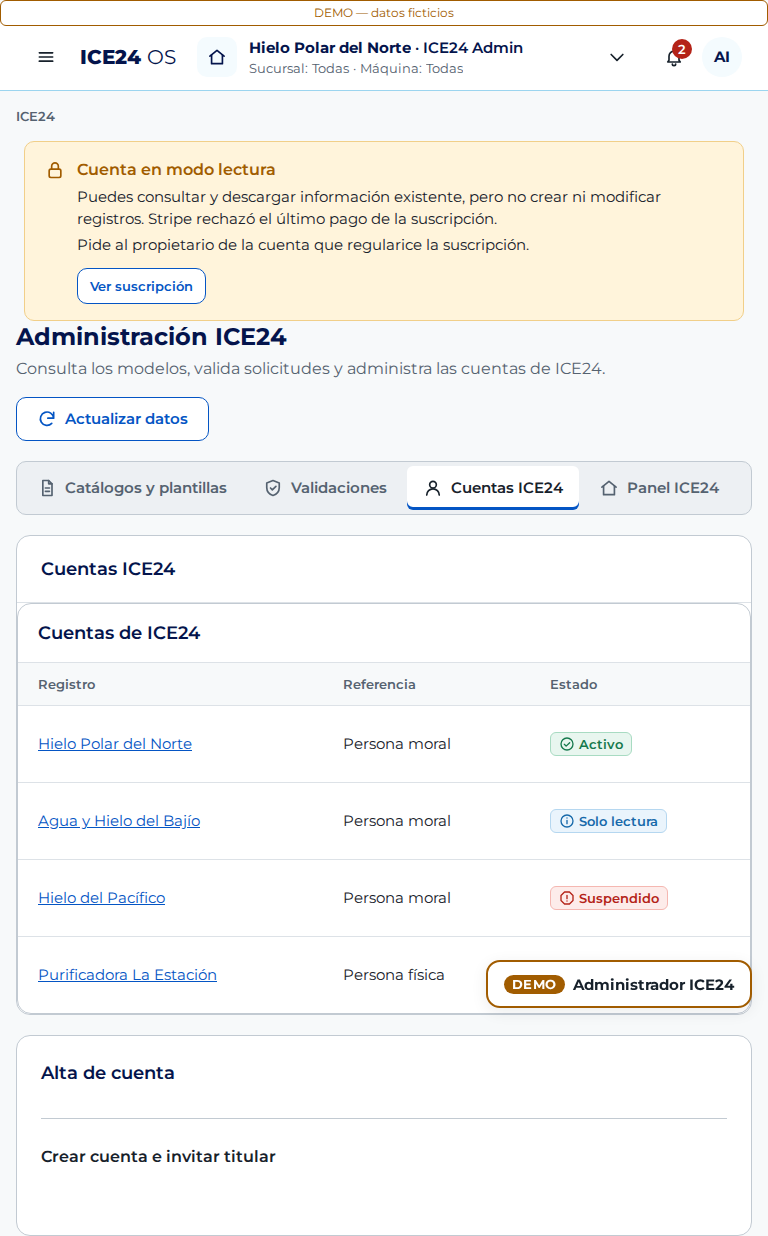 DEMO — datos ficticios
ICE24 OS
Hielo Polar del Norte · ICE24 Admin
Sucursal: Todas · Máquina: Todas
2
AI
ICE24
Cuenta en modo lectura
Puedes consultar y descargar información existente, pero no crear ni modificar
registros. Stripe rechazó el último pago de la suscripción.
Pide al propietario de la cuenta que regularice la suscripción.
Ver suscripción
Administración ICE24
Consulta los modelos, valida solicitudes y administra las cuentas de ICE24.
Actualizar datos
Catálogos y plantillas
Validaciones
Cuentas ICE24
Panel ICE24
Cuentas ICE24
Cuentas de ICE24
Registro Referencia Estado
Hielo Polar del Norte Persona moral Activo
Agua y Hielo del Bajío Persona moral Solo lectura
Hielo del Pacífico Persona moral Suspendido
Purificadora La Estación Persona física
DEMO Administrador ICE24
Alta de cuenta
Crear cuenta e invitar titular